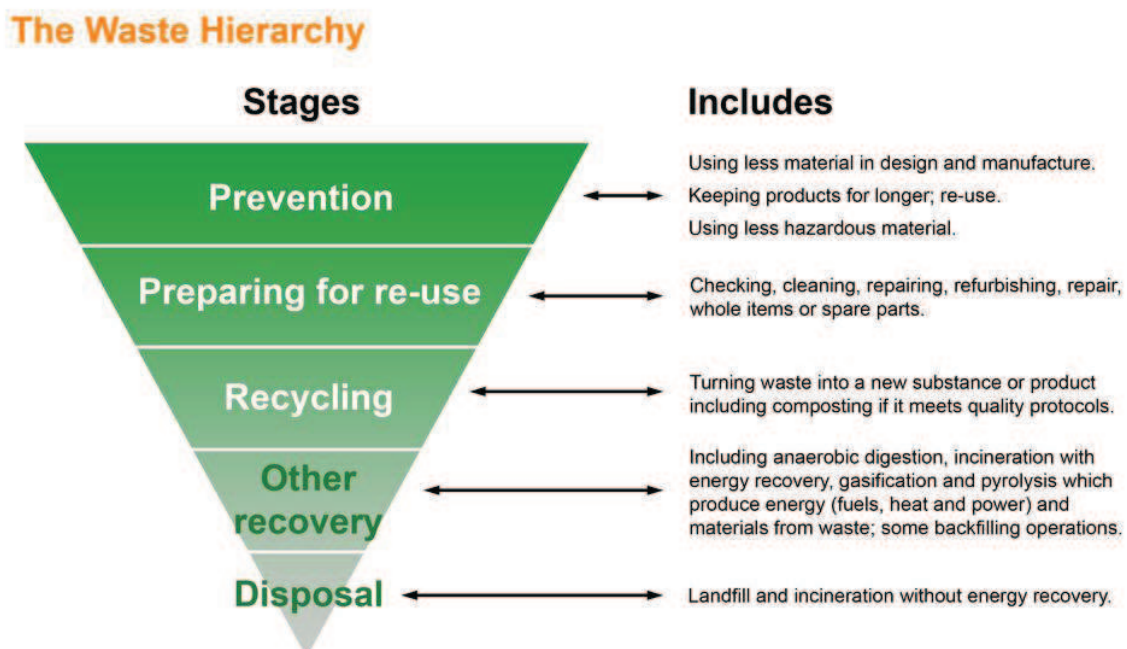 The Waste Hierarchy
Stages
Includes
Prevention
Using less material in design and manufacture.
Keeping products for longer; re-use.
Using less hazardous material.
Preparing for re-use
Checking, cleaning, repairing, refurbishing, repair,
whole items or spare parts.
Recycling
Turning waste into a new substance or product
including composting if it meets quality protocols.
Other
recovery
Including anaerobic digestion, incineration with
energy recovery, gasification and pyrolysis which
produce energy (fuels, heat and power) and
materials from waste; some backfilling operations.
Disposal
Landfill and incineration without energy recovery.